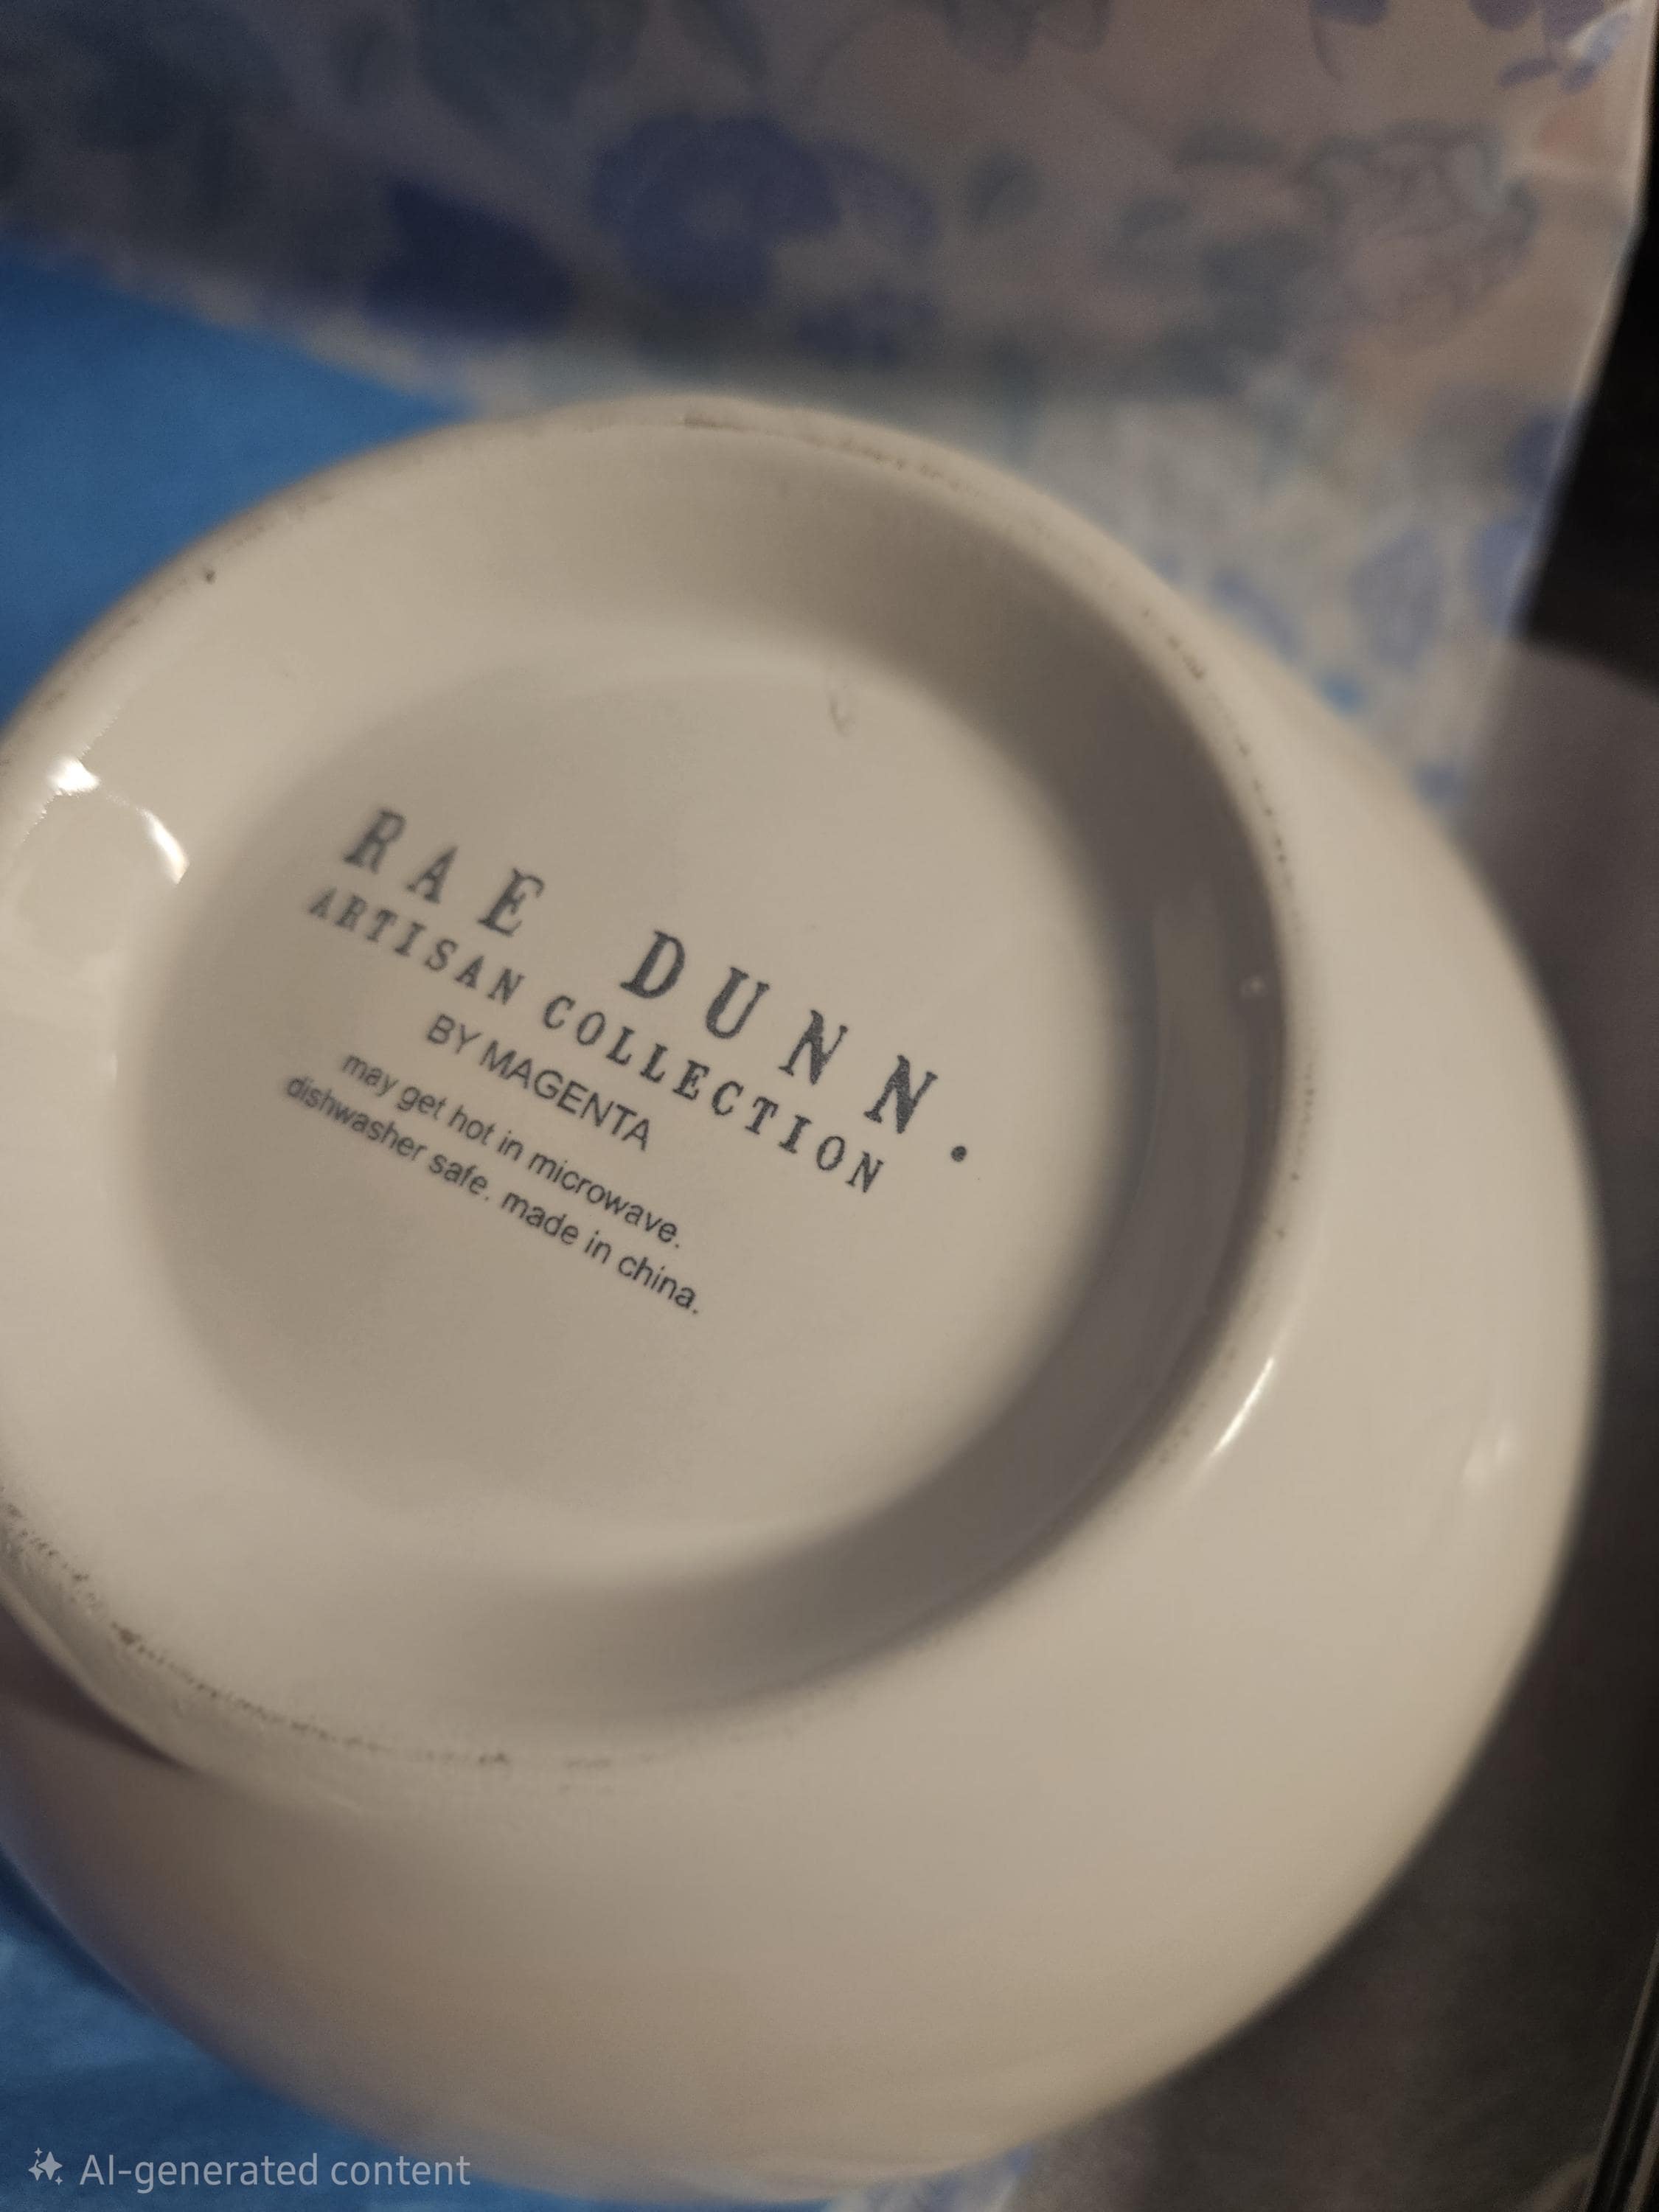 RAE DUNN.
ARTISAN COLLECTION
BY MAGENTA
may get hot in microwave.
dishwasher safe. made in china.
AI-generated content